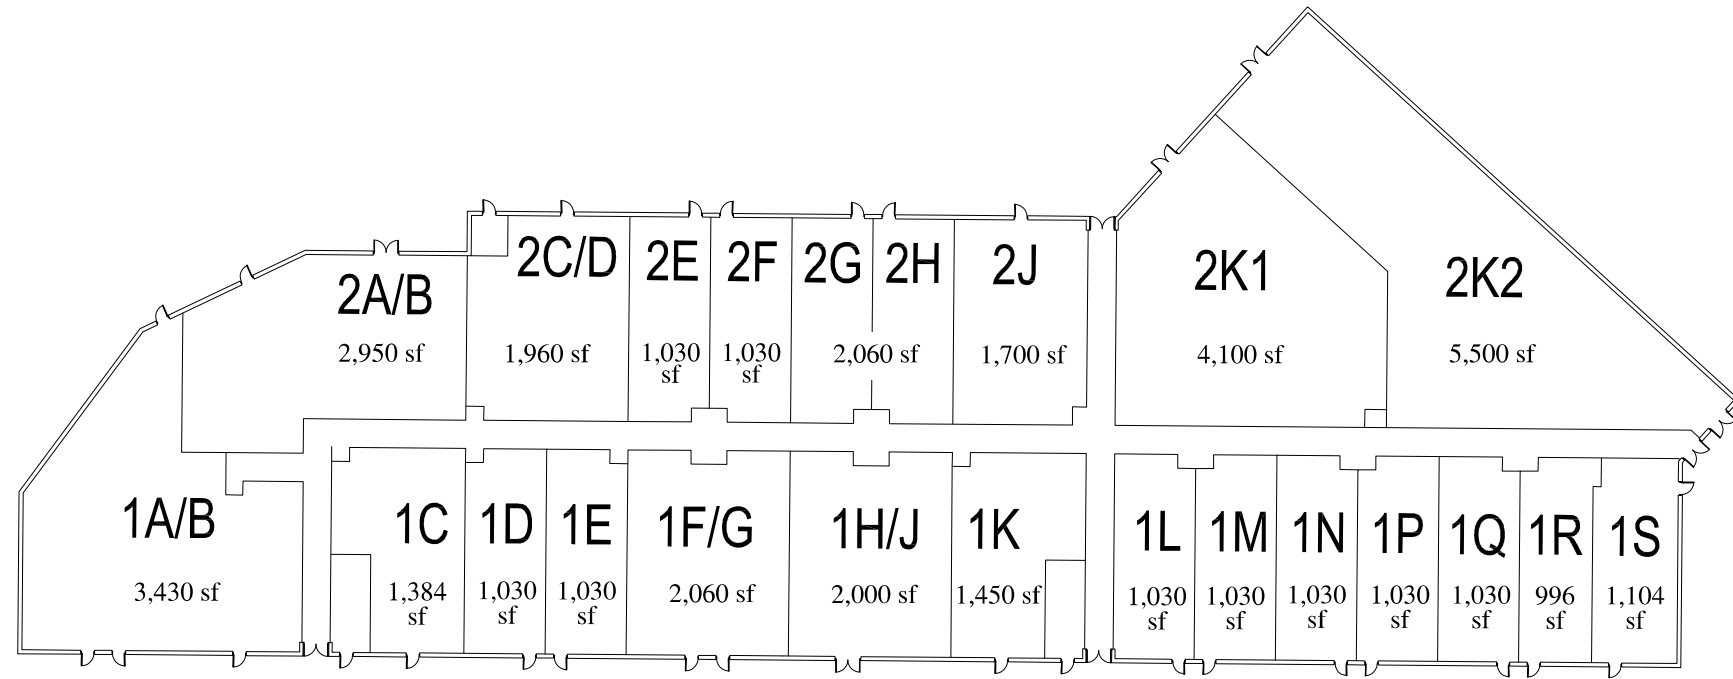 2C/D
2E
2F
2G
2H
2J
2K1
2K2
2A/B
2,950 sf
1,960 sf
1,030
sf
1,030
sf
2,060 sf
1,700 sf
4,100 sf
5,500 sf
1A/B
1C
1D
1E
1F/G
1H/J
1K
1L
1M
1N
1P
1Q
1R
1S
3,430 sf
1,384
sf
1,030
sf
1,030
sf
2,060 sf
2,000 sf
1,450 sf
1,030
sf
1,030
sf
1,030
sf
1,030
sf
1,030
sf
996
sf
1,104
sf